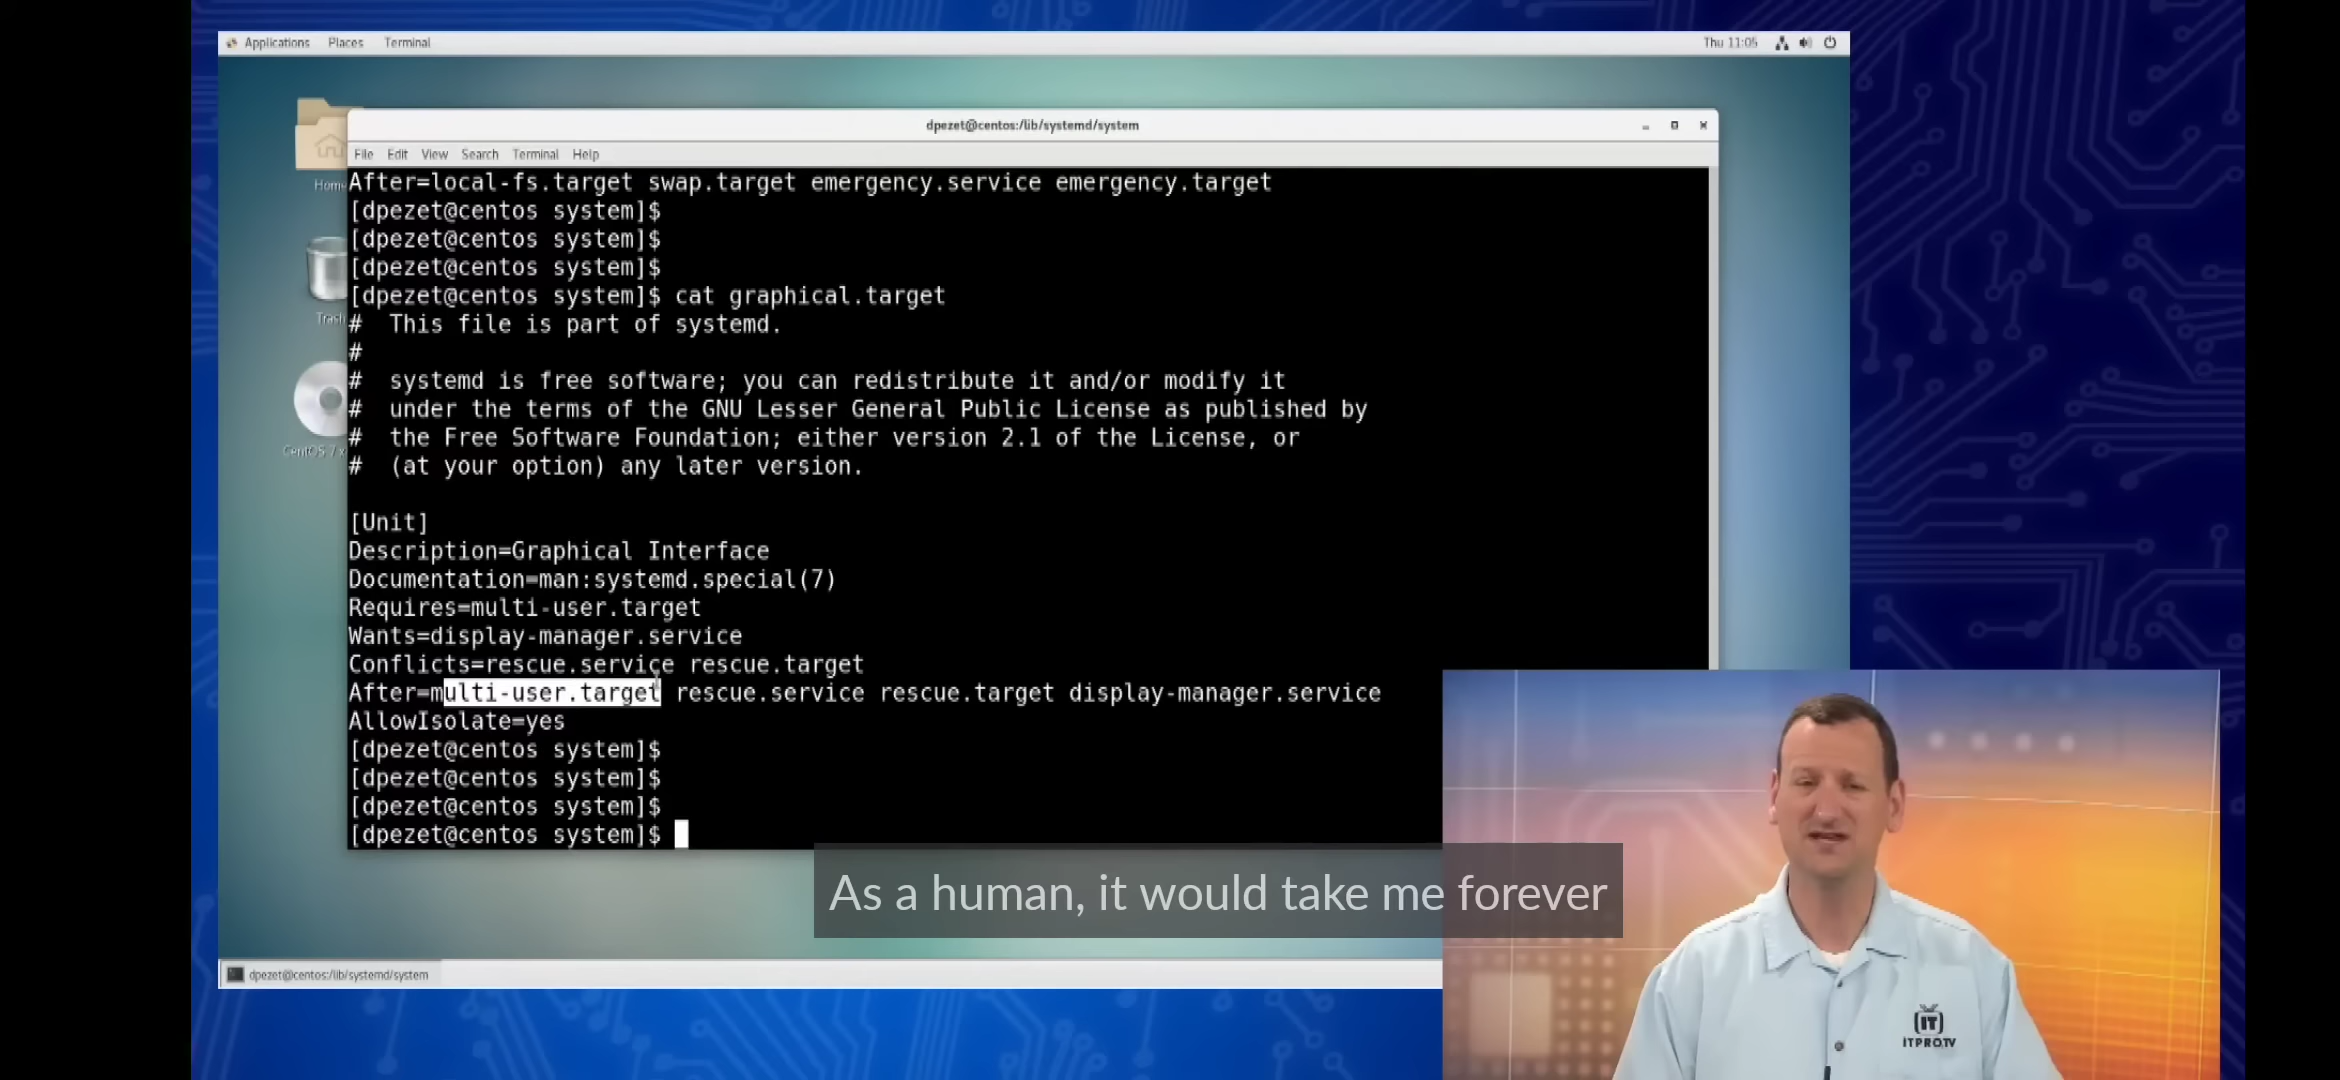 Applications Places Terminal
Thu 11:05
dpezet@centos:/lib/systemd/system
File Edit View Search Terminal Help
Home
Trash
CentOS 7 x
After=local-fs.target swap.target emergency.service emergency.target
[dpezet@centos system]$
[dpezet@centos system]$
[dpezet@centos system]$
[dpezet@centos system]$ cat graphical.target
#  This file is part of systemd.
#
#  systemd is free software; you can redistribute it and/or modify it
#  under the terms of the GNU Lesser General Public License as published by
#  the Free Software Foundation; either version 2.1 of the License, or
#  (at your option) any later version.
[Unit]
Description=Graphical Interface
Documentation=man:systemd.special(7)
Requires=multi-user.target
Wants=display-manager.service
Conflicts=rescue.service rescue.target
After=multi-user.target rescue.service rescue.target display-manager.service
AllowIsolate=yes
[dpezet@centos system]$
[dpezet@centos system]$
[dpezet@centos system]$
[dpezet@centos system]$
As a human, it would take me forever
dpezet@centos:/lib/systemd/system
IT
ITPRO.TV